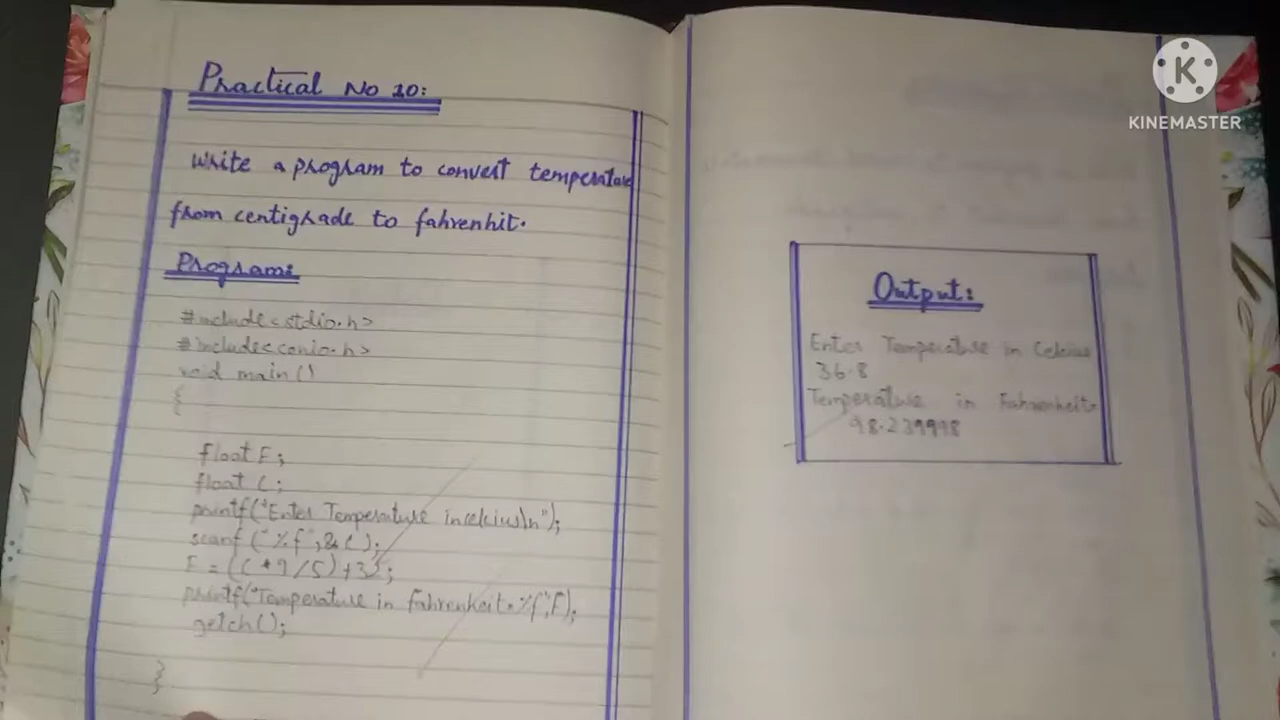 Practical No 10:
Write a program to convert temperature
from centigrade to fahrenhit.
Program:
#include<stdio.h>
#include<conio.h>
void main()
{
float F;
float C;
printf("Enter Temperature in celcius\n");
scanf ("%f",&C);
F = ((*9/5)+32;
printf("Temperature in Fahrenheit=%f",F);
getch();
}
KINEMASTER
Output:
Enter Temperature in Celcius
36.8
Temperature in Fahrenheit=
98.239998